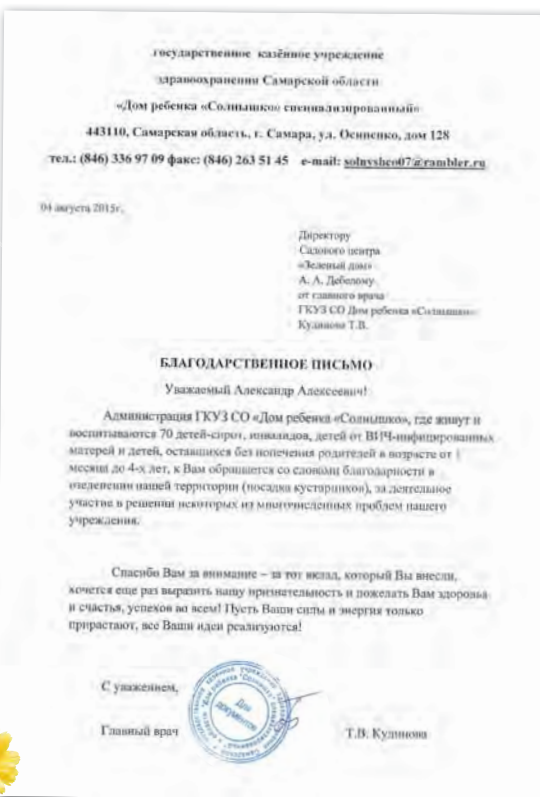 государственное казённое учреждение
здравоохранения Самарской области
«Дом ребенка «Солнышко» специализированный»
443110, Самарская область, г. Самара, ул. Осипенко, дом 128
тел.: (846) 336 97 09 факс: (846) 263 51 45 e-mail: solnyshco07@rambler.ru
04 августа 2015г.
Директору
Садового центра
«Зеленый дом»
А. А. Дебелому
от главного врача
ГКУЗ СО Дом ребенка «Солнышко»
Кудинова Т.В.
БЛАГОДАРСТВЕННОЕ ПИСЬМО
Уважаемый Александр Алексеевич!
Администрация ГКУЗ СО «Дом ребенка «Солнышко», где живут и
воспитываются 70 детей-сирот, инвалидов, детей от ВИЧ-инфицированных
матерей и детей, оставшихся без попечения родителей в возрасте от 1
месяца до 4-х лет, к Вам обращается со словами благодарности в
озеленении нашей территории (посадка кустарников), за деятельное
участие в решении некоторых из многочисленных проблем нашего
учреждения.
Спасибо Вам за внимание – за тот вклад, который Вы внесли,
хочется еще раз выразить нашу признательность и пожелать Вам здоровья
и счастья, успехов во всем! Пусть Ваши силы и энергия только
прирастают, все Ваши идеи реализуются!
С уважением,
Для
документов
Главный врач Т.В. Кудинова